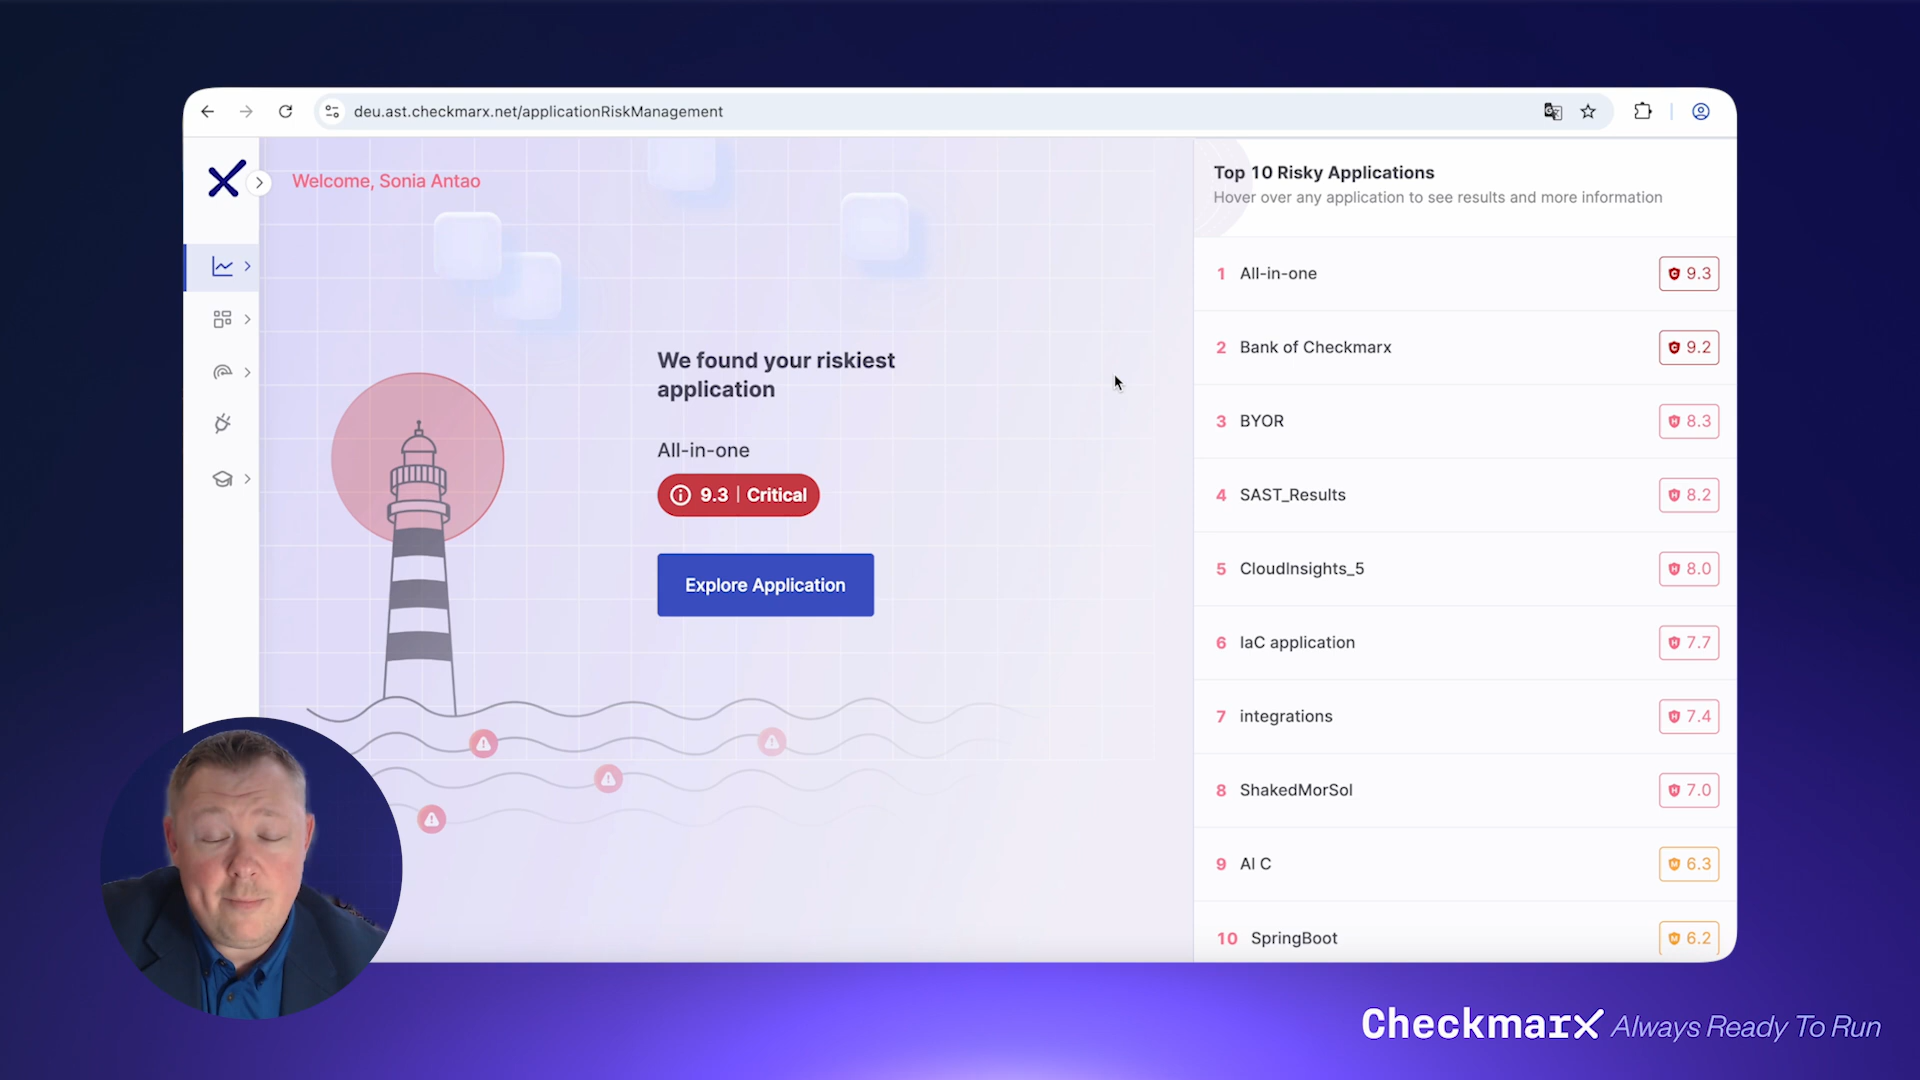 deu.ast.checkmarx.net/applicationRiskManagement
Welcome, Sonia Antao
We found your riskiest
application
All-in-one
9.3 | Critical
Explore Application
Top 10 Risky Applications
Hover over any application to see results and more information
1 All-in-one 9.3
2 Bank of Checkmarx 9.2
3 BYOR 8.3
4 SAST_Results 8.2
5 CloudInsights_5 8.0
6 IaC application 7.7
7 integrations 7.4
8 ShakedMorSol 7.0
9 AI C 6.3
10 SpringBoot 6.2
Checkmarx Always Ready To Run